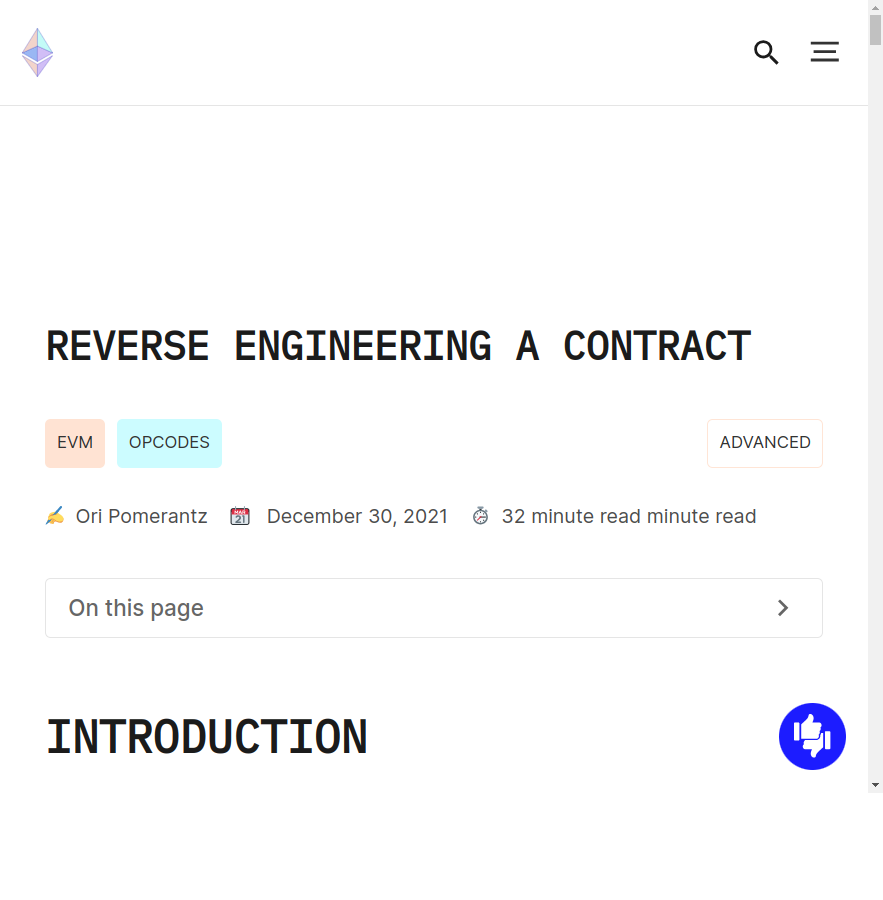 REVERSE ENGINEERING A CONTRACT
EVM OPCODES ADVANCED
Ori Pomerantz December 30, 2021 32 minute read minute read
On this page
INTRODUCTION